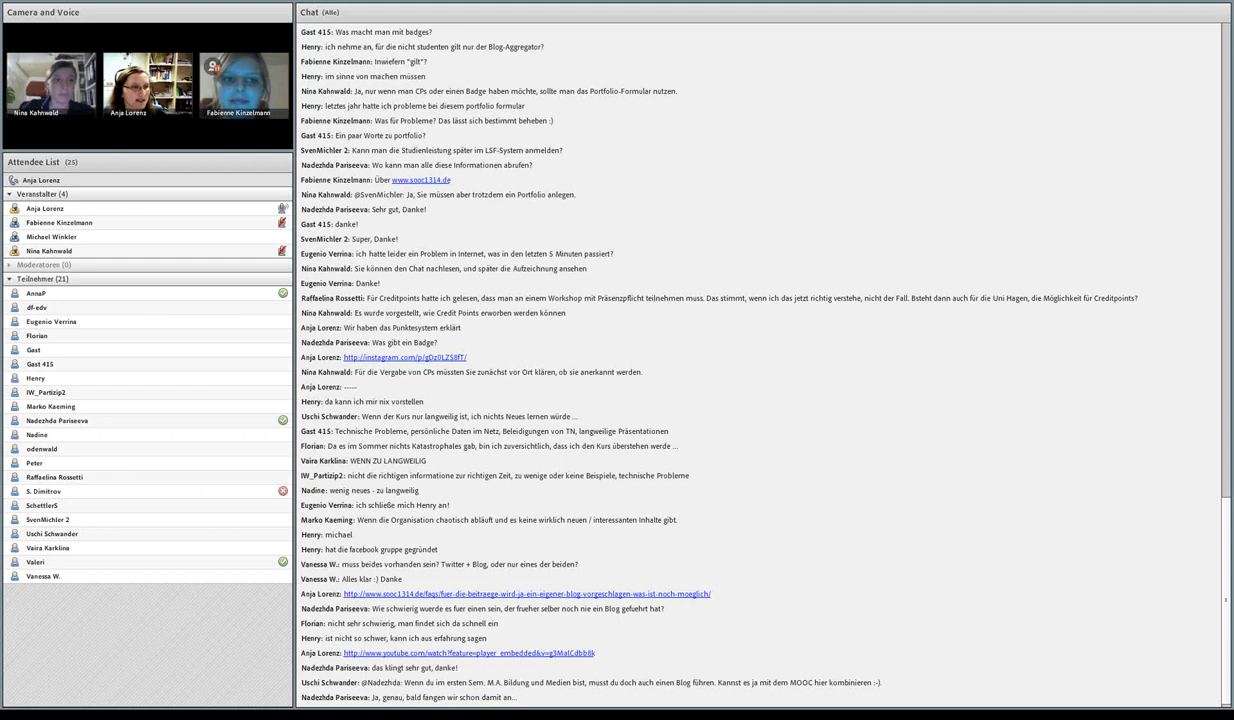 Camera and Voice
Nina Kahnwald
Anja Lorenz
Fabienne Kinzelmann
Attendee List (25)
Anja Lorenz
Veranstalter (4)
Anja Lorenz
Fabienne Kinzelmann
Michael Winkler
Nina Kahnwald
Moderatoren (0)
Teilnehmer (21)
AnnaP
df-edv
Eugenio Verrina
Florian
Gast
Gast 415
Henry
IW_Partizip2
Marko Kaeming
Nadezhda Pariseeva
Nadine
odenwald
Peter
Raffaelina Rossetti
S. Dimitrov
SchettlerS
SvenMichler 2
Uschi Schwander
Vaira Karklina
Valeri
Vanessa W.
Chat (Alle)
Gast 415: Was macht man mit badges?
Henry: ich nehme an, für die nicht studenten gilt nur der Blog-Aggregator?
Fabienne Kinzelmann: Inwiefern "gilt"?
Henry: im sinne von machen müssen
Nina Kahnwald: Ja, nur wenn man CPs oder einen Badge haben möchte, sollte man das Portfolio-Formular nutzen.
Henry: letztes jahr hatte ich probleme bei diesem portfolio formular
Fabienne Kinzelmann: Was für Probleme? Das lässt sich bestimmt beheben :)
Gast 415: Ein paar Worte zu portfolio?
SvenMichler 2: Kann man die Studienleistung später im LSF-System anmelden?
Nadezhda Pariseeva: Wo kann man alle diese Informationen abrufen?
Fabienne Kinzelmann: Über www.sooc1314.de
Nina Kahnwald: @SvenMichler: Ja, Sie müssen aber trotzdem ein Portfolio anlegen.
Nadezhda Pariseeva: Sehr gut, Danke!
Gast 415: danke!
SvenMichler 2: Super, Danke!
Eugenio Verrina: ich hatte leider ein Problem in Internet, was in den letzten 5 Minuten passiert?
Nina Kahnwald: Sie können den Chat nachlesen, und später die Aufzeichnung ansehen
Eugenio Verrina: Danke!
Raffaelina Rossetti: Für Creditpoints hatte ich gelesen, dass man an einem Workshop mit Präsenzpflicht teilnehmen muss. Das stimmt, wenn ich das jetzt richtig verstehe, nicht der Fall. Bsteht dann auch für die Uni Hagen, die Möglichkeit für Creditpoints?
Nina Kahnwald: Es wurde vorgestellt, wie Credit Points erworben werden können
Anja Lorenz: Wir haben das Punktesystem erklärt
Nadezhda Pariseeva: Was gibt ein Badge?
Anja Lorenz: http://instagram.com/p/gDz0LZS8fT/
Nina Kahnwald: Für die Vergabe von CPs müssten Sie zunächst vor Ort klären, ob sie anerkannt werden.
Anja Lorenz: -----
Henry: da kann ich mir nix vorstellen
Uschi Schwander: Wenn der Kurs nur langweilig ist, ich nichts Neues lernen würde ...
Gast 415: Technische Probleme, persönliche Daten im Netz, Beleidigungen von TN, langweilige Präsentationen
Florian: Da es im Sommer nichts Katastrophales gab, bin ich zuversichtlich, dass ich den Kurs überstehen werde ...
Vaira Karklina: WENN ZU LANGWEILIG
IW_Partizip2: nicht die richtigen informatione zur richtigen Zeit, zu wenige oder keine Beispiele, technische Probleme
Nadine: wenig neues - zu langweilig
Eugenio Verrina: ich schließe mich Henry an!
Marko Kaeming: Wenn die Organisation chaotisch abläuft und es keine wirklich neuen / interessanten Inhalte gibt.
Henry: michael
Henry: hat die facebook gruppe gegründet
Vanessa W.: muss beides vorhanden sein? Twitter + Blog, oder nur eines der beiden?
Vanessa W.: Alles klar :) Danke
Anja Lorenz: http://www.sooc1314.de/faqs/fuer-die-beitraege-wird-ja-ein-eigener-blog-vorgeschlagen-was-ist-noch-moeglich/
Nadezhda Pariseeva: Wie schwierig wuerde es fuer einen sein, der frueher selber noch nie ein Blog gefuehrt hat?
Florian: nicht sehr schwierig, man findet sich da schnell ein
Henry: ist nicht so schwer, kann ich aus erfahrung sagen
Anja Lorenz: http://www.youtube.com/watch?feature=player_embedded&v=g3MalCdbb8k
Nadezhda Pariseeva: das klingt sehr gut, danke!
Uschi Schwander: @Nadezhda: Wenn du im ersten Sem. M.A. Bildung und Medien bist, musst du doch auch einen Blog führen. Kannst es ja mit dem MOOC hier kombinieren :-).
Nadezhda Pariseeva: Ja, genau, bald fangen wir schon damit an...